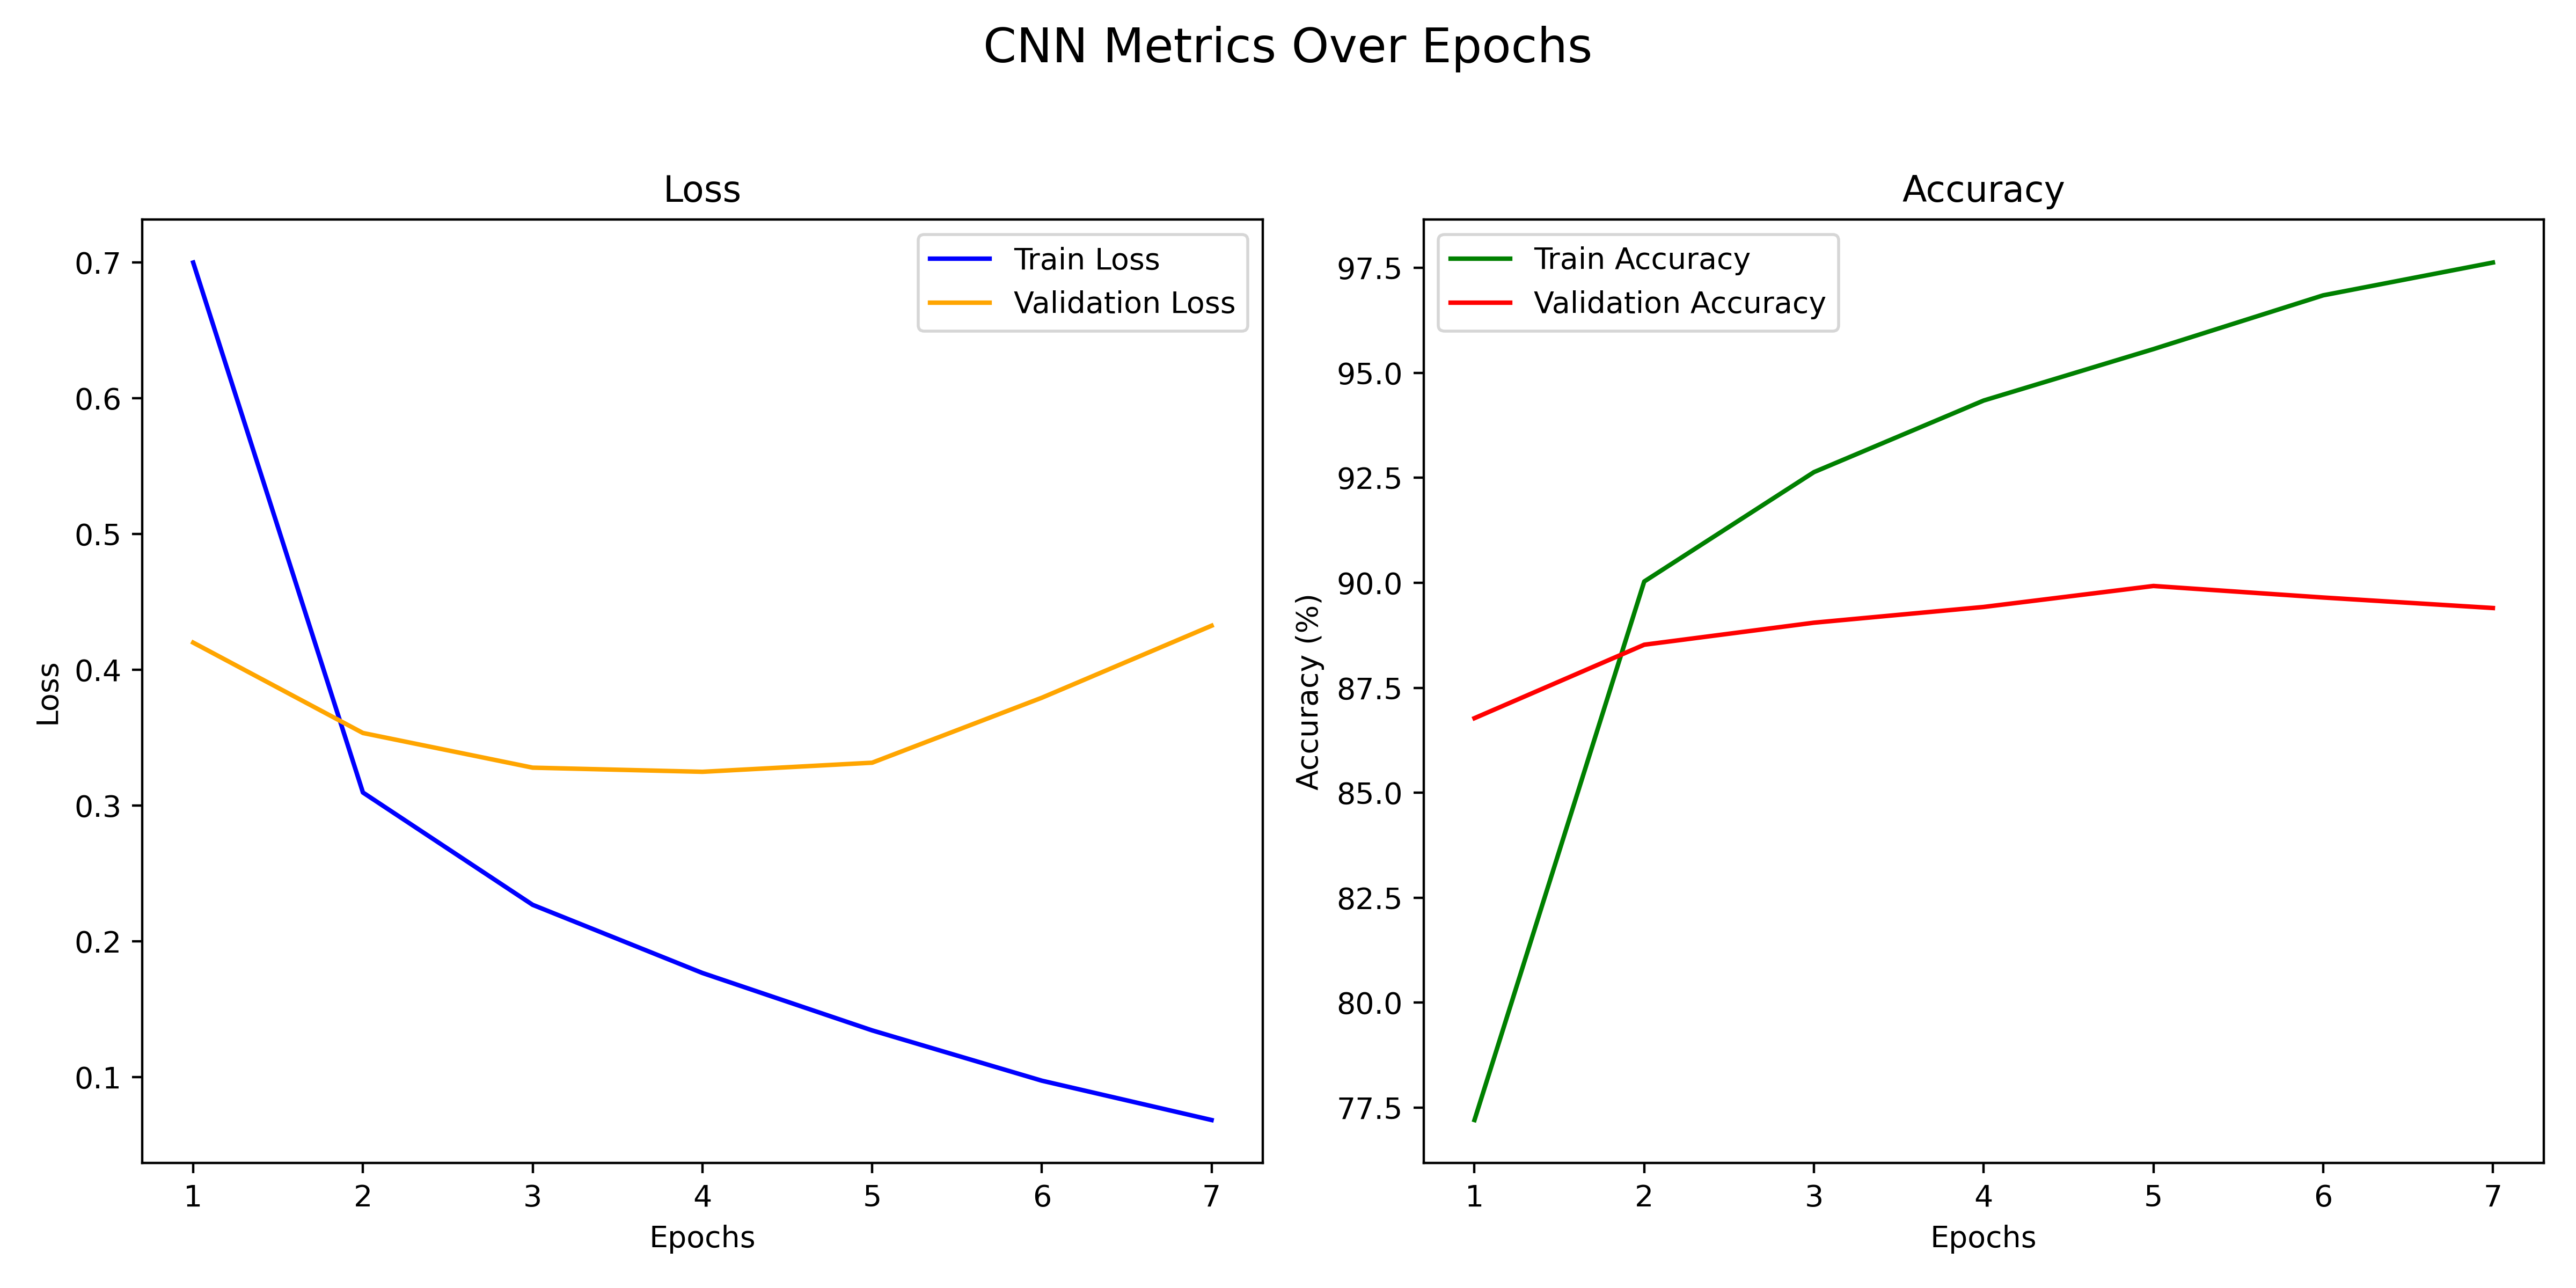 CNN Metrics Over Epochs
Loss
0.7
0.6
0.5
0.4
0.3
0.2
0.1
Loss
1 2 3 4 5 6 7
Epochs
Train Loss
Validation Loss
Accuracy
97.5
95.0
92.5
90.0
87.5
85.0
82.5
80.0
77.5
Accuracy (%)
1 2 3 4 5 6 7
Epochs
Train Accuracy
Validation Accuracy